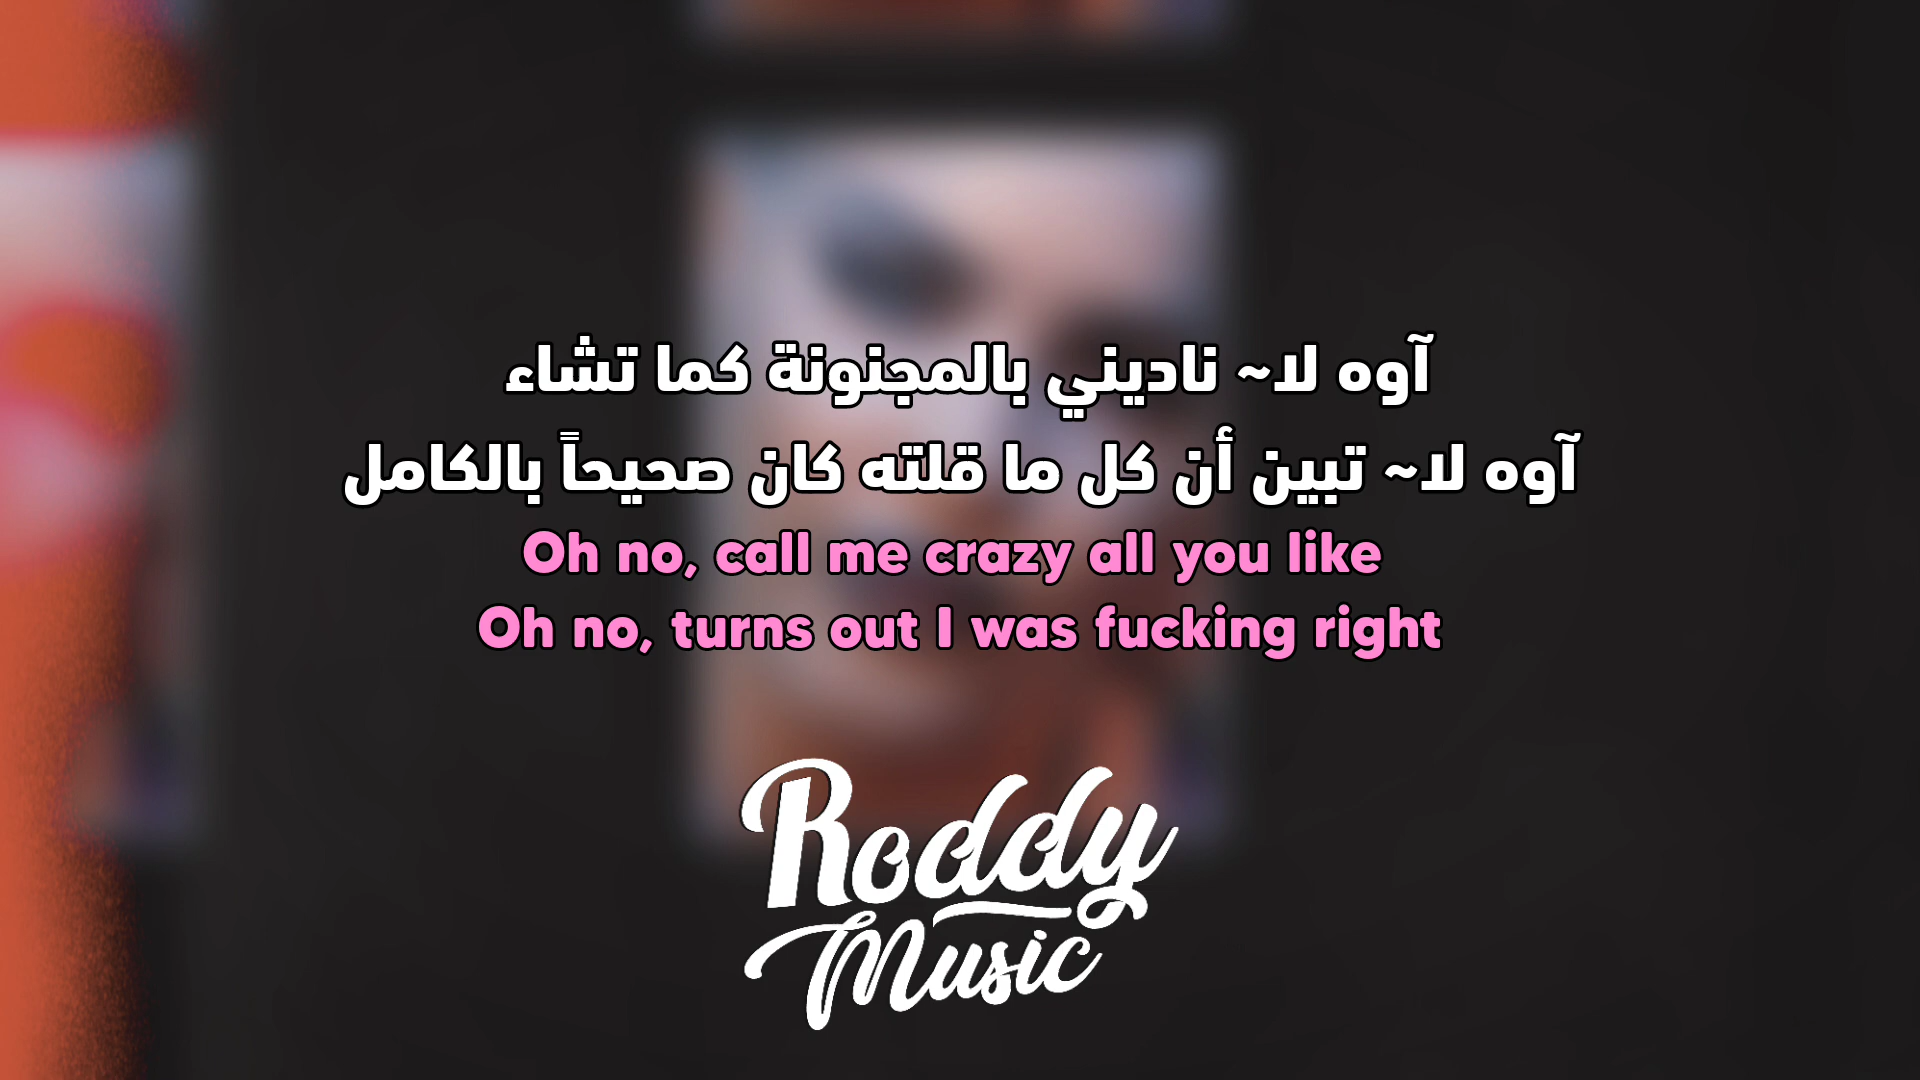 آوه لا~ ناديني بالمجنونة كما تشاء
آوه لا~ تبين أن كل ما قلته كان صحيحاً بالكامل
Oh no, call me crazy all you like
Oh no, turns out I was fucking right
Roddy
Music